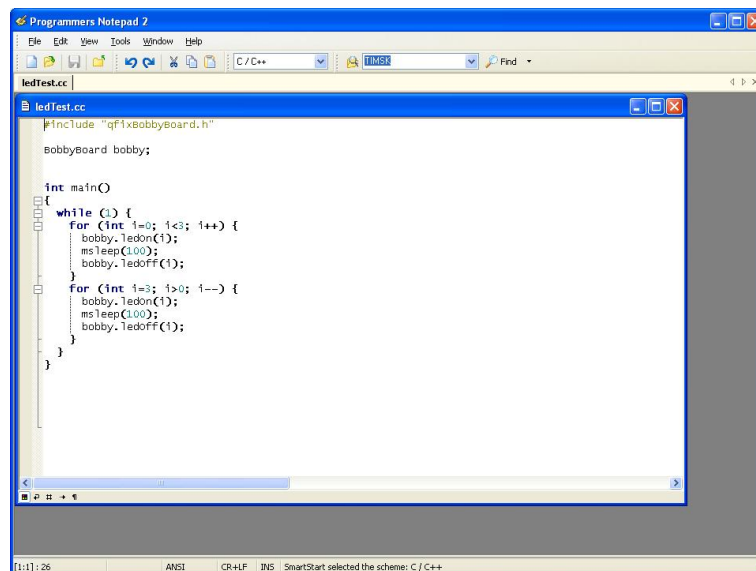 Programmers Notepad 2
File Edit View Tools Window Help
C / C++ TIMSK Find
ledTest.cc
ledTest.cc
#include "qfixBobbyBoard.h"
BobbyBoard bobby;
int main()
{
while (1) {
for (int i=0; i<3; i++) {
bobby.ledOn(i);
msleep(100);
bobby.ledOff(i);
}
for (int i=3; i>0; i--) {
bobby.ledOn(i);
msleep(100);
bobby.ledOff(i);
}
}
}
[1:1] : 26 ANSI CR+LF INS SmartStart selected the scheme: C / C++